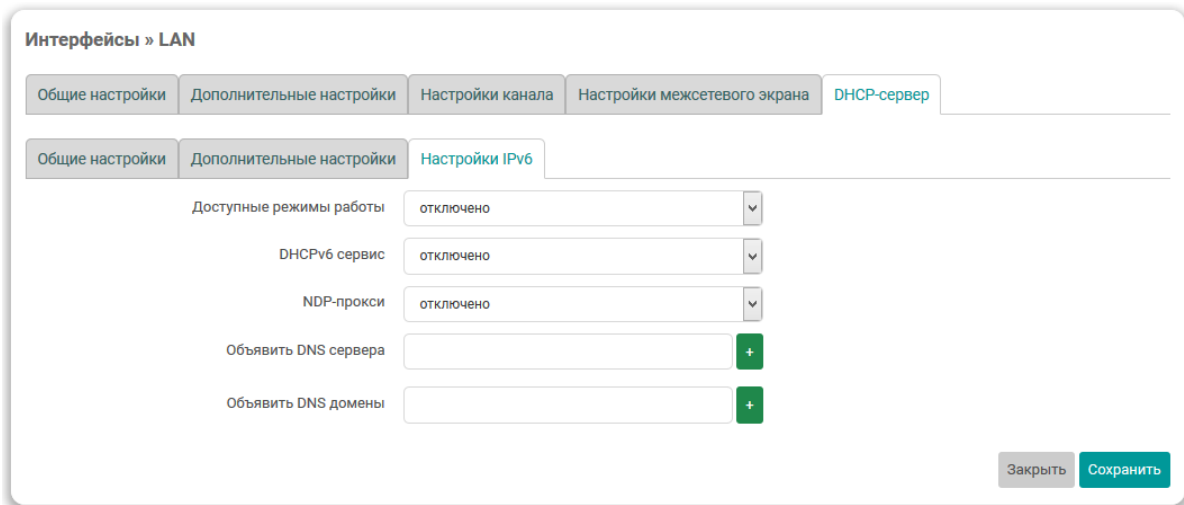 Интерфейсы » LAN
Общие настройки Дополнительные настройки Настройки канала Настройки межсетевого экрана DHCP-сервер
Общие настройки Дополнительные настройки Настройки IPv6
Доступные режимы работы отключено
DHCPv6 сервис отключено
NDP-прокси отключено
Объявить DNS сервера +
Объявить DNS домены +
Закрыть Сохранить